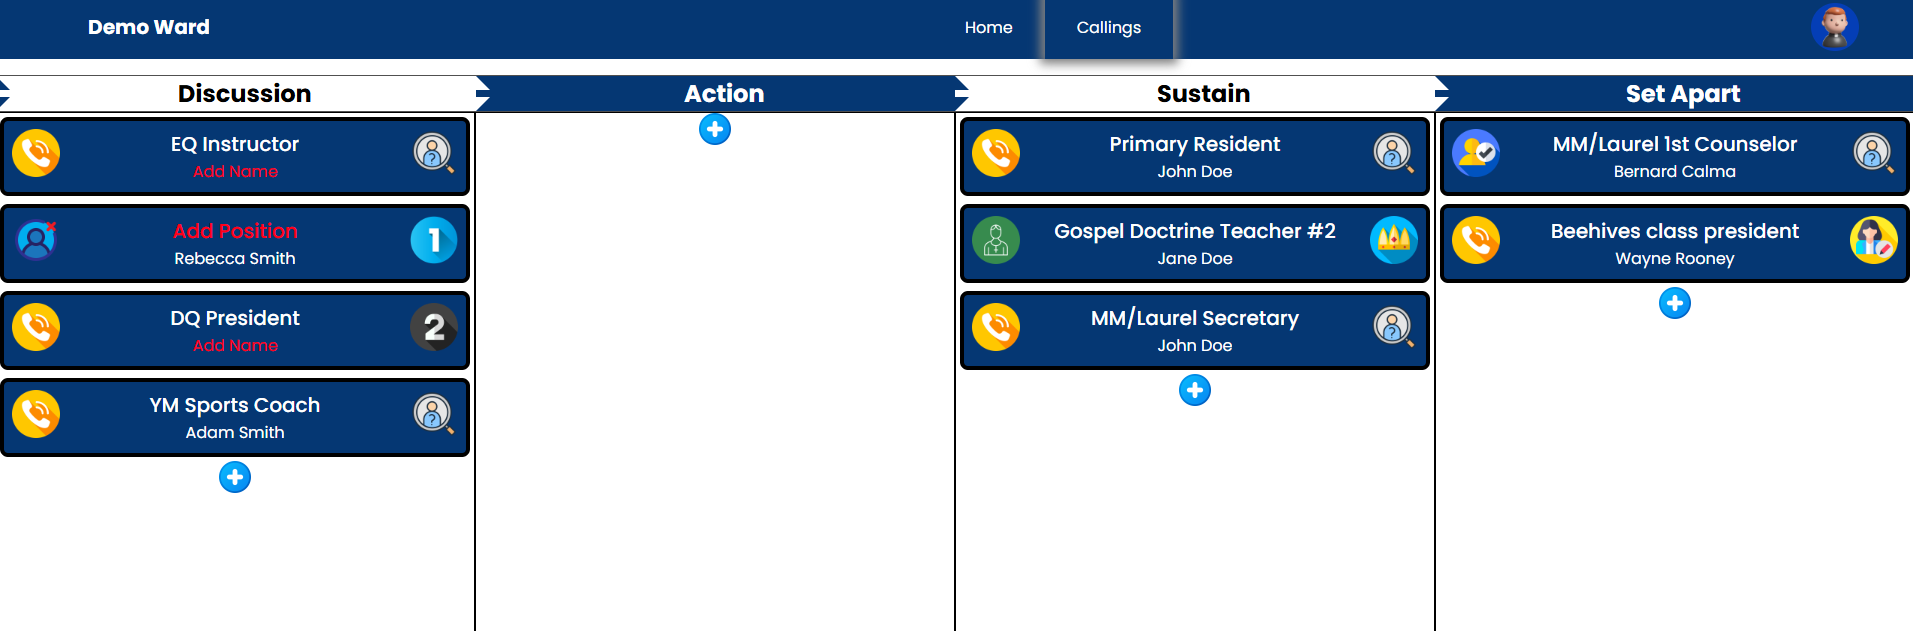 Demo Ward
Home
Callings
Discussion
Action
Sustain
Set Apart
EQ Instructor
Add Name
?
Add Position
Rebecca Smith
1
DQ President
Add Name
2
YM Sports Coach
Adam Smith
?
Primary Resident
John Doe
?
Gospel Doctrine Teacher #2
Jane Doe
MM/Laurel Secretary
John Doe
?
MM/Laurel 1st Counselor
Bernard Calma
?
Beehives class president
Wayne Rooney